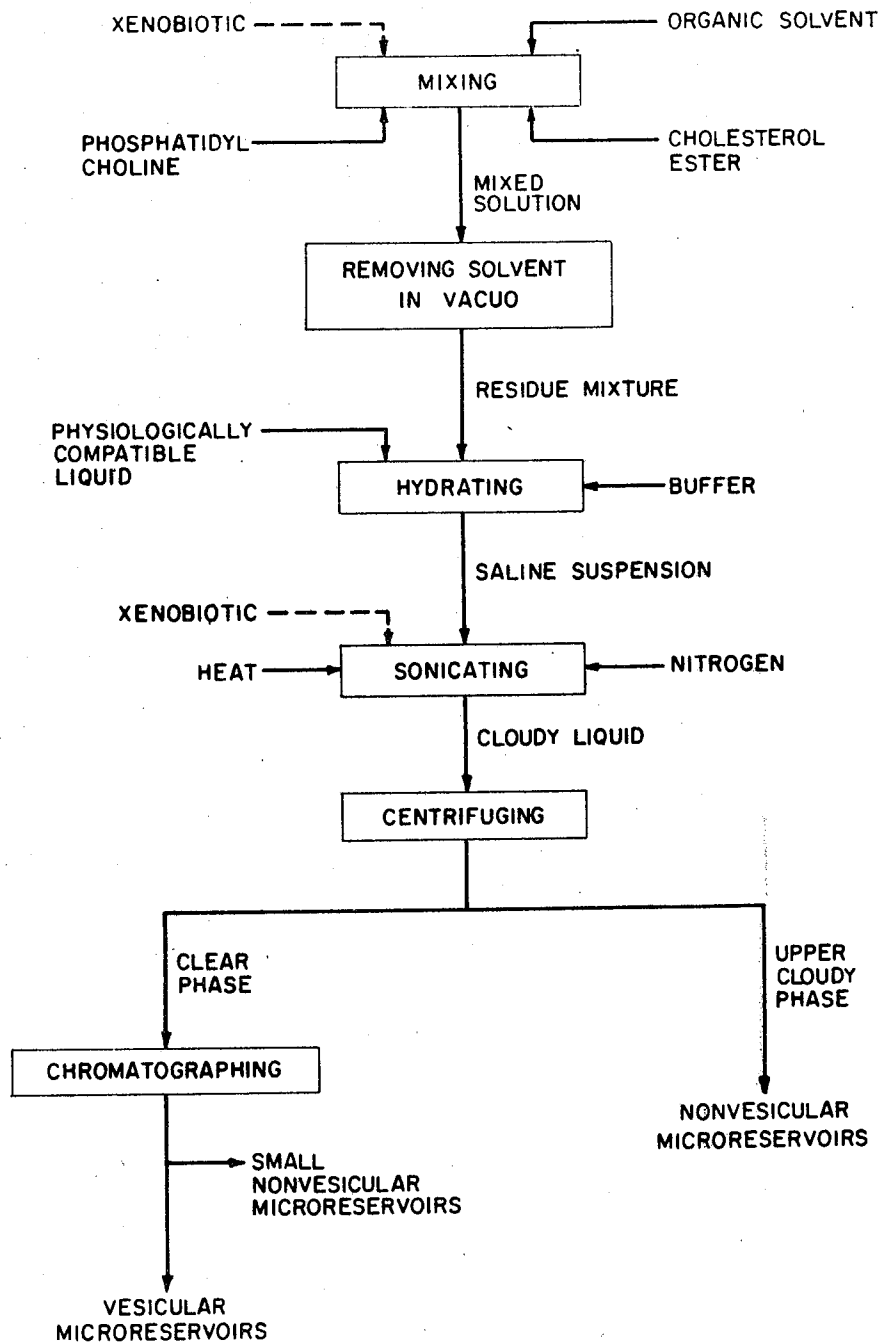 XENOBIOTIC
ORGANIC SOLVENT
MIXING
PHOSPHATIDYL
CHOLINE
CHOLESTEROL
ESTER
MIXED
SOLUTION
REMOVING SOLVENT
IN VACUO
RESIDUE MIXTURE
PHYSIOLOGICALLY
COMPATIBLE
LIQUID
HYDRATING
BUFFER
SALINE SUSPENSION
XENOBIOTIC
HEAT
SONICATING
NITROGEN
CLOUDY LIQUID
CENTRIFUGING
CLEAR
PHASE
UPPER
CLOUDY
PHASE
CHROMATOGRAPHING
NONVESICULAR
MICRORESERVOIRS
SMALL
NONVESICULAR
MICRORESERVOIRS
VESICULAR
MICRORESERVOIRS